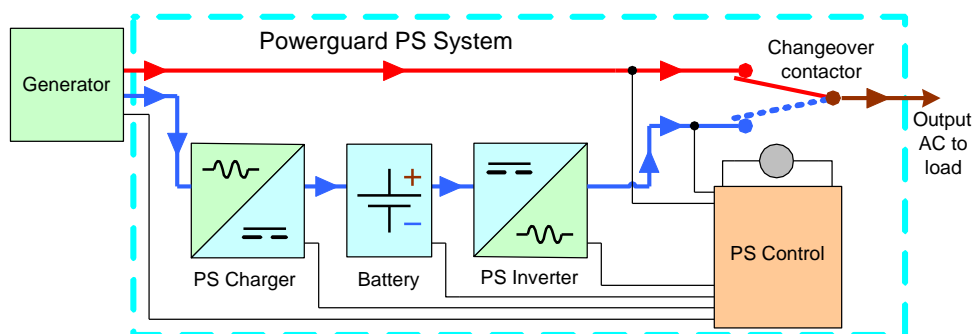 Powerguard PS System
Generator
Changeover
contactor
Output
AC to
load
+
−
PS Control
PS Charger
Battery
PS Inverter